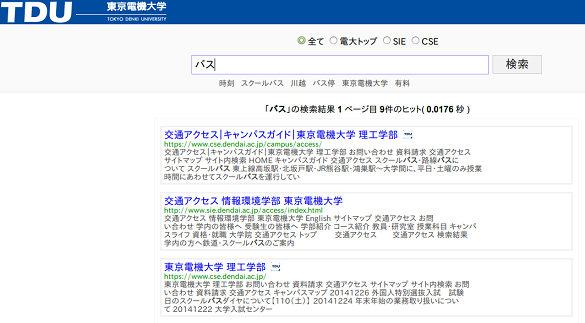 TDU 東京電機大学
TOKYO DENKI UNIVERSITY
全て 電大トップ SIE CSE
バス 検索
時刻 スクールバス 川越 バス停 東京電機大学 有料
「バス」の検索結果 1 ページ目 9件のヒット( 0.0176 秒 )
交通アクセス|キャンパスガイド|東京電機大学 理工学部
https://www.cse.dendai.ac.jp/campus/access/
交通アクセス|キャンパスガイド|東京電機大学 理工学部 お問い合わせ 資料請求 交通アクセス
サイトマップ サイト内検索 HOME キャンパスガイド 交通アクセス スクールバス・路線バスに
ついて スクールバス 東上線高坂駅・北坂戸駅・JR熊谷駅・鴻巣駅～大学間に、平日・土曜のみ授業
時間にあわせてスクールバスを運行してい
交通アクセス 情報環境学部 東京電機大学
http://www.sie.dendai.ac.jp/access/index.html
交通アクセス 情報環境学部 東京電機大学 English サイトマップ 交通アクセス お問
い合わせ 学内の皆様へ 受験生の皆様へ 学部紹介 コース紹介 教員・研究室 授業科目 キャンパ
スライフ 資格・就職 大学院 交通アクセス トップ 交通アクセス 交通アクセス 検索結果
学内の方へ鉄道・スクールバスのご案内
東京電機大学 理工学部
https://www.cse.dendai.ac.jp/
東京電機大学 理工学部 お問い合わせ 資料請求 交通アクセス サイトマップ サイト内検索 お問
い合わせ 資料請求 交通アクセス キャンパスマップ 20141226 外国人特別選抜入試 試験
日のスクールバスダイヤについて【1/10（土）】 20141224 年末年始の業務取り扱いについ
て 20141222 大学入試センター